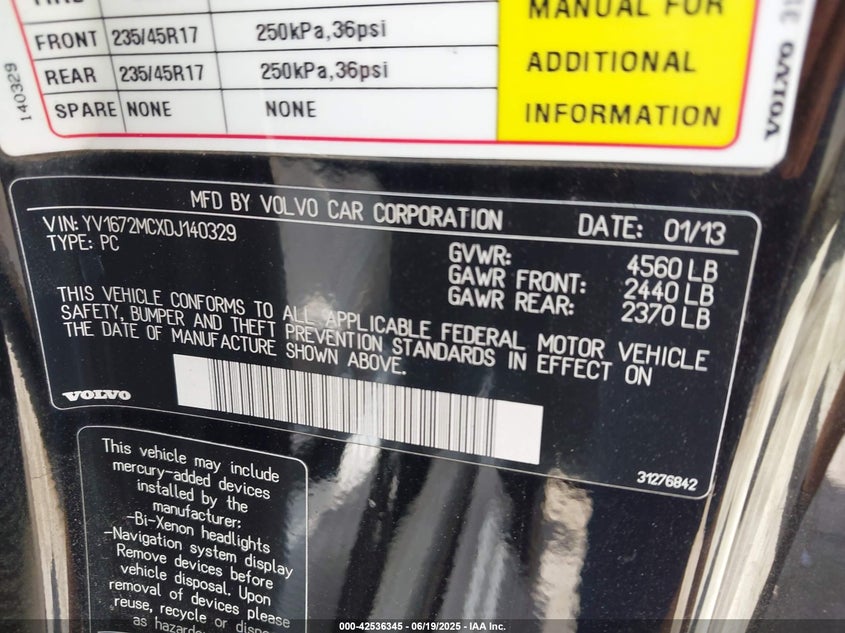 FRONT 235/45R17 250kPa,36psi
REAR 235/45R17 250kPa,36psi
SPARE NONE NONE
MANUAL FOR
ADDITIONAL
INFORMATION
140329
VOLVO
MFD BY VOLVO CAR CORPORATION DATE: 01/13
VIN: YV1672MCXDJ140329
TYPE: PC
GVWR: 4560 LB
GAWR FRONT: 2440 LB
GAWR REAR: 2370 LB
THIS VEHICLE CONFORMS TO ALL APPLICABLE FEDERAL MOTOR VEHICLE
SAFETY, BUMPER AND THEFT PREVENTION STANDARDS IN EFFECT ON
THE DATE OF MANUFACTURE SHOWN ABOVE.
VOLVO
31276842
This vehicle may include
mercury-added devices
installed by the
manufacturer:
-Bi-Xenon headlights
-Navigation system display
Remove devices before
vehicle disposal. Upon
removal of devices please
reuse, recycle or
as
000-42536345 - 06/19/2025 - IAA Inc.